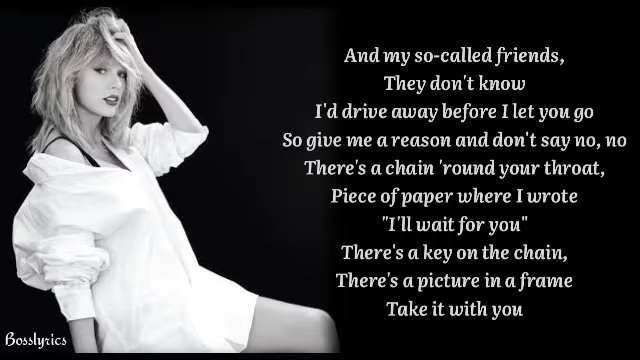 And my so-called friends,
They don't know
I'd drive away before I let you go
So give me a reason and don't say no, no
There's a chain 'round your throat,
Piece of paper where I wrote
"I'll wait for you"
There's a key on the chain,
There's a picture in a frame
Take it with you
Bosslyrics